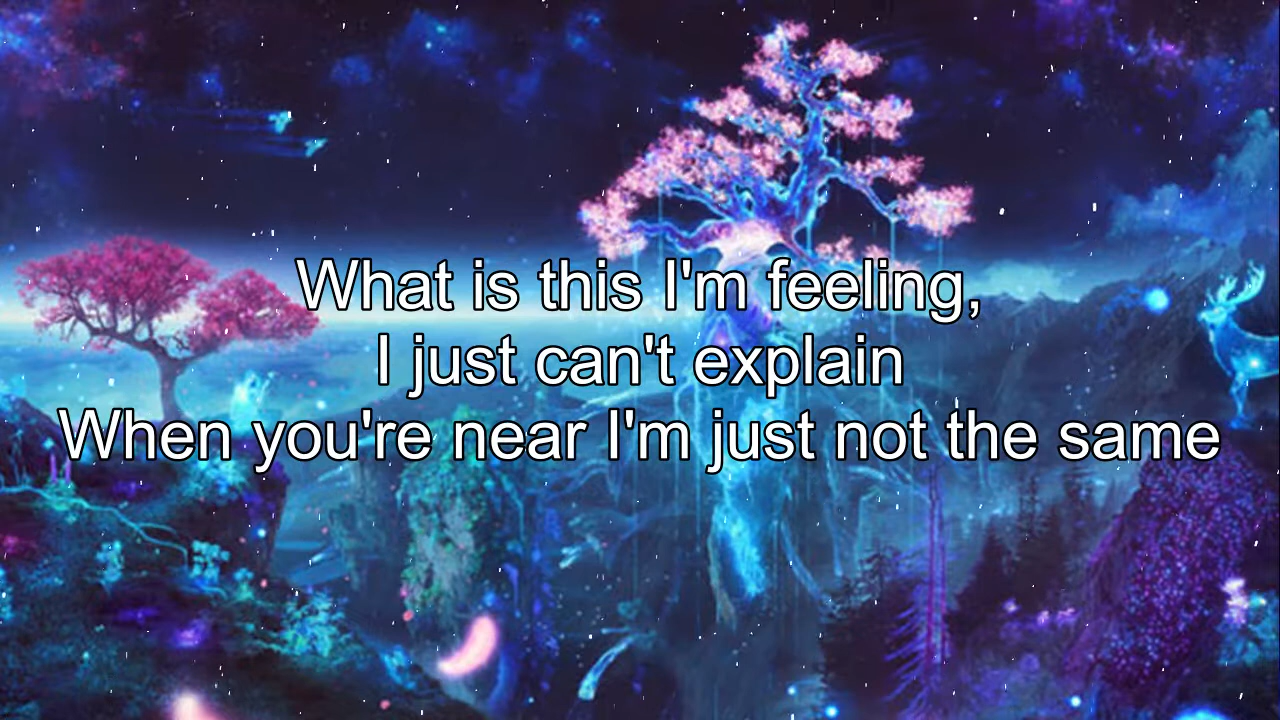 What is this I'm feeling,
I just can't explain
When you're near I'm just not the same